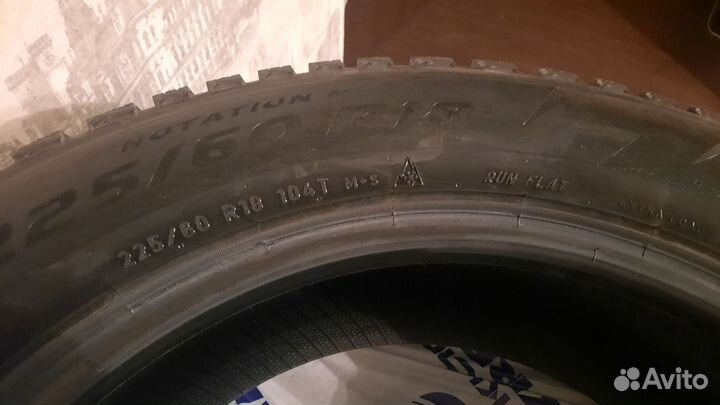 ROTATION
225/60 R18
225/60 R18 104T M+S
RUN FLAT
EXTRA LOAD
Avito